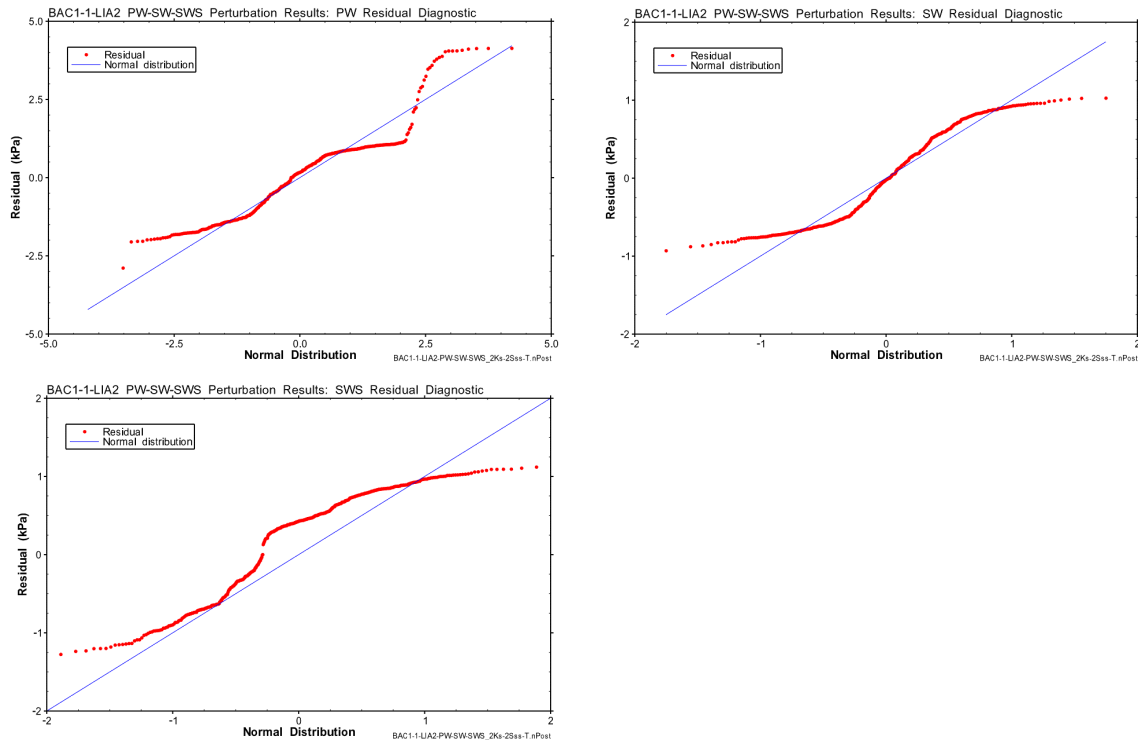 BAC1-1-LIA2 PW-SW-SWS Perturbation Results: PW Residual Diagnostic
5.0
2.5
0.0
-2.5
-5.0
Residual (kPa)
Residual
Normal distribution
-5.0 -2.5 0.0 2.5 5.0
Normal Distribution
BAC1-1-LIA2-PW-SW-SWS_2Ks-2Sss-T.nPost
BAC1-1-LIA2 PW-SW-SWS Perturbation Results: SW Residual Diagnostic
2
1
0
-1
-2
Residual (kPa)
Residual
Normal distribution
-2 -1 0 1 2
Normal Distribution
BAC1-1-LIA2-PW-SW-SWS_2Ks-2Sss-T.nPost
BAC1-1-LIA2 PW-SW-SWS Perturbation Results: SWS Residual Diagnostic
2
1
0
-1
-2
Residual (kPa)
Residual
Normal distribution
-2 -1 0 1 2
Normal Distribution
BAC1-1-LIA2-PW-SW-SWS_2Ks-2Sss-T.nPost